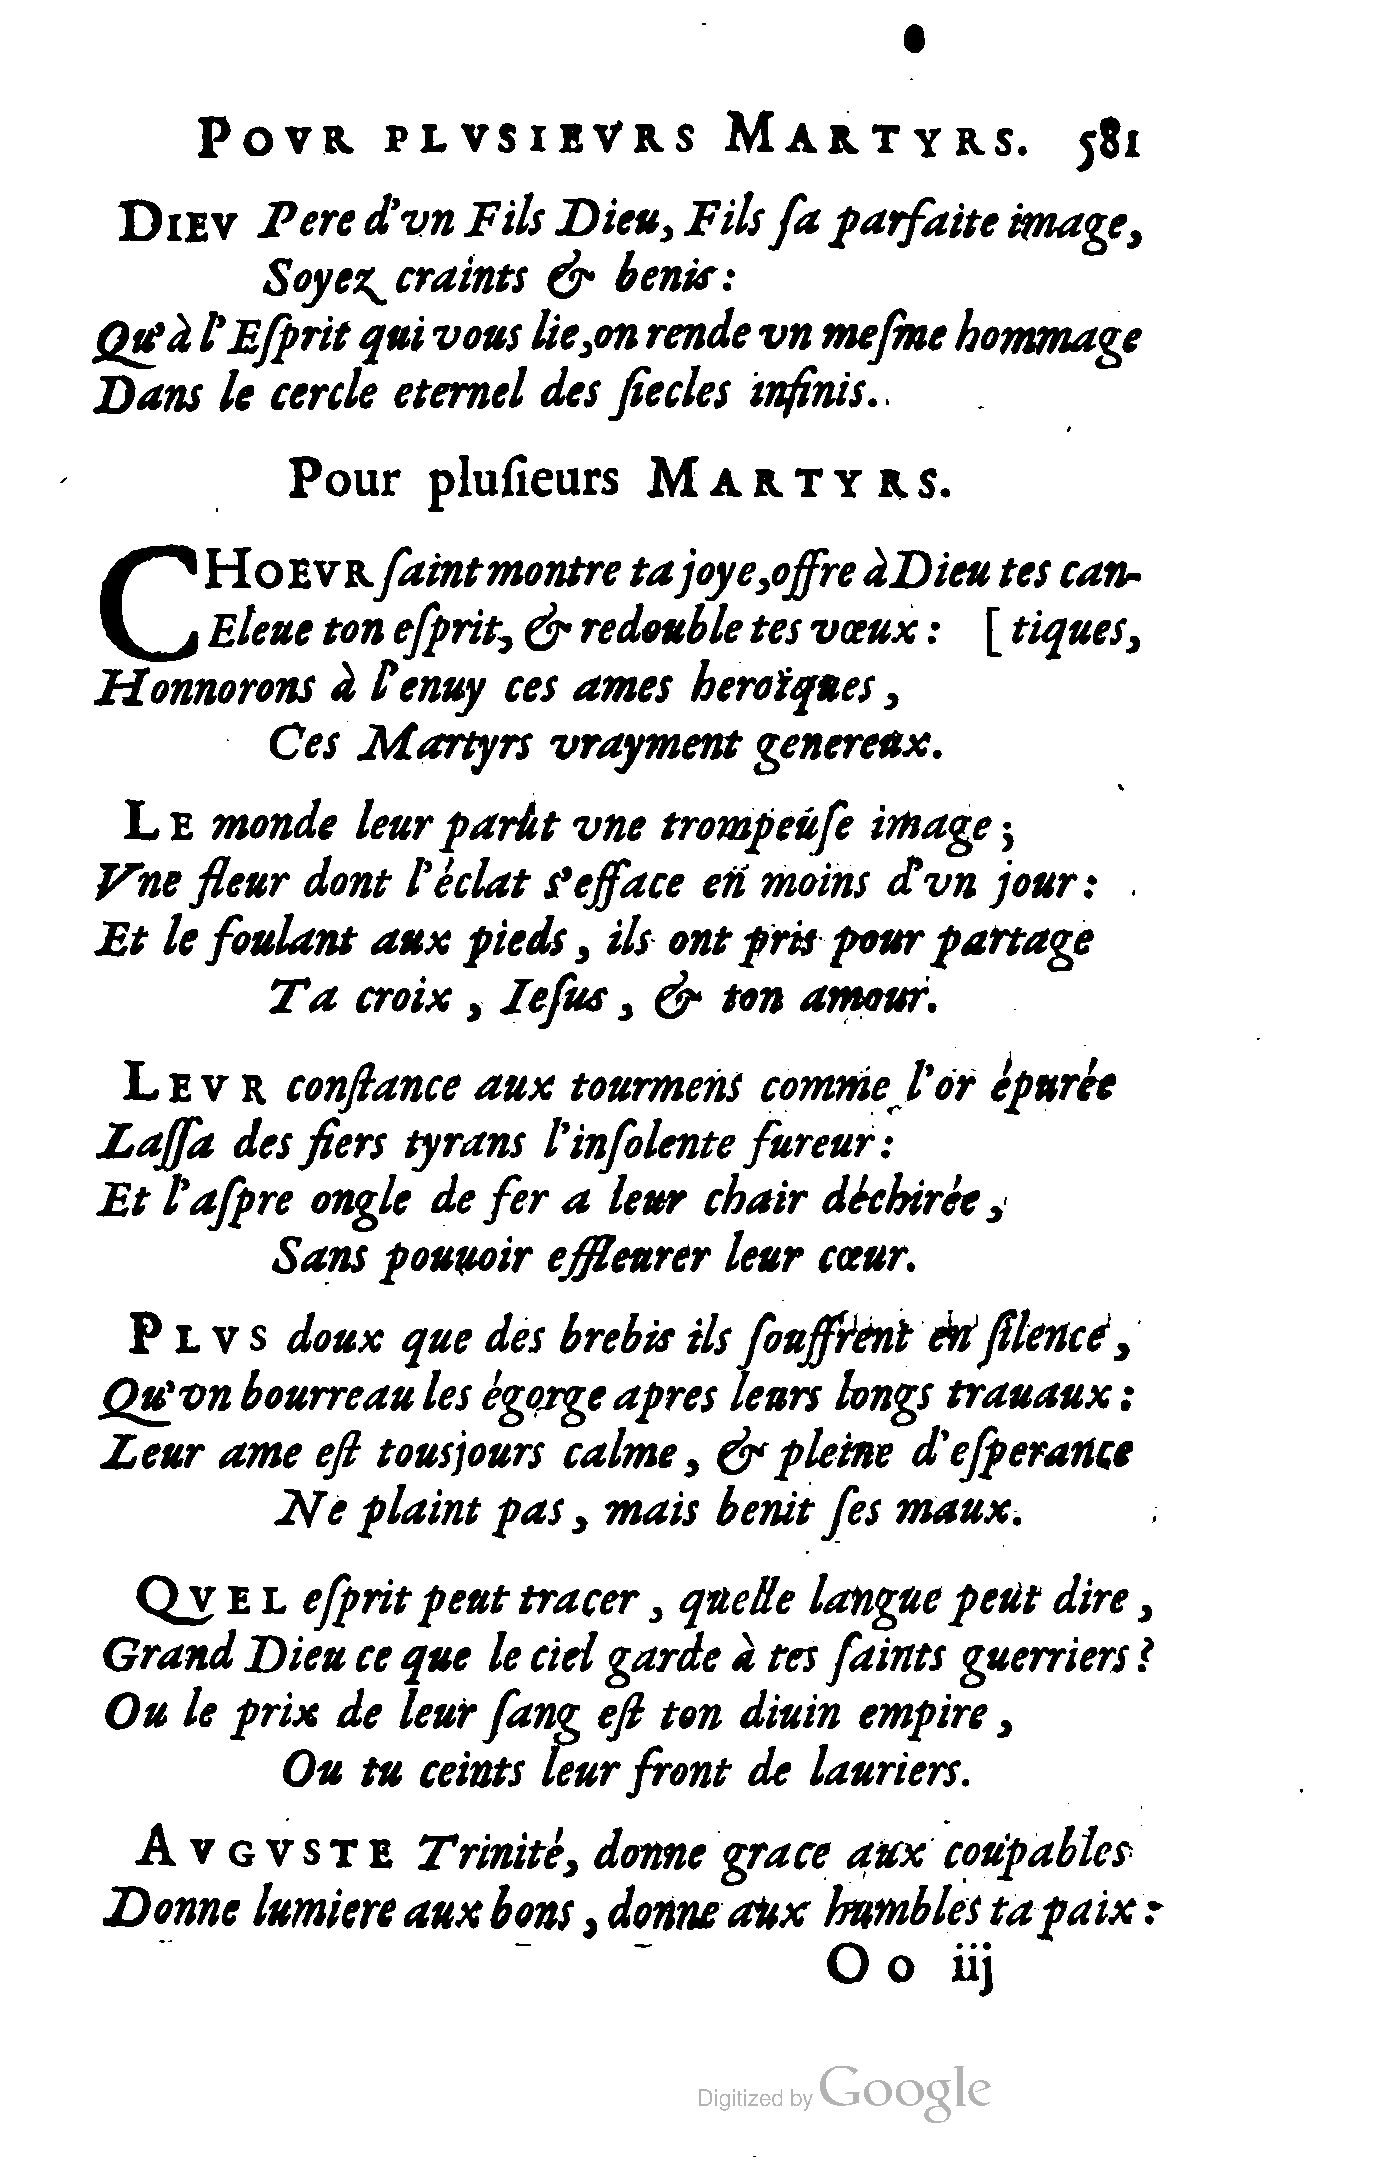 POVR PLVSIEVRS MARTYRS. 581
DIEV Pere d'vn Fils Dieu, Fils ſa parfaite image,
Soyez craints & benis :
Qu'à l'Eſprit qui vous lie, on rende vn meſme hommage
Dans le cercle eternel des ſiecles infinis.
Pour pluſieurs MARTYRS.
CHOEVR ſaint montre ta joye, offre à Dieu tes can-
Eleue ton eſprit, & redouble tes vœux : [ tiques,
Honnorons à l'enuy ces ames heroïques ,
Ces Martyrs vrayment genereux.
LE monde leur parût vne trompeuſe image ;
Vne fleur dont l'éclat s'efface en moins d'vn jour :
Et le foulant aux pieds , ils ont pris pour partage
Ta croix , Ieſus , & ton amour.
LEVR conſtance aux tourmens comme l'or épurée
Laſſa des fiers tyrans l'inſolente fureur :
Et l'aſpre ongle de fer a leur chair déchirée ,
Sans pouuoir effleurer leur cœur.
PLVS doux que des brebis ils ſouffrent en ſilence ,
Qu'vn bourreau les égorge apres leurs longs trauaux :
Leur ame eſt tousjours calme , & pleine d'eſperance
Ne plaint pas , mais benit ſes maux.
QVEL eſprit peut tracer , quelle langue peut dire ,
Grand Dieu ce que le ciel garde à tes ſaints guerriers ?
Ou le prix de leur ſang eſt ton diuin empire ,
Ou tu ceints leur front de lauriers.
AVGVSTE Trinité, donne grace aux coupables
Donne lumiere aux bons , donne aux humbles ta paix :
O o iij
Digitized by Google